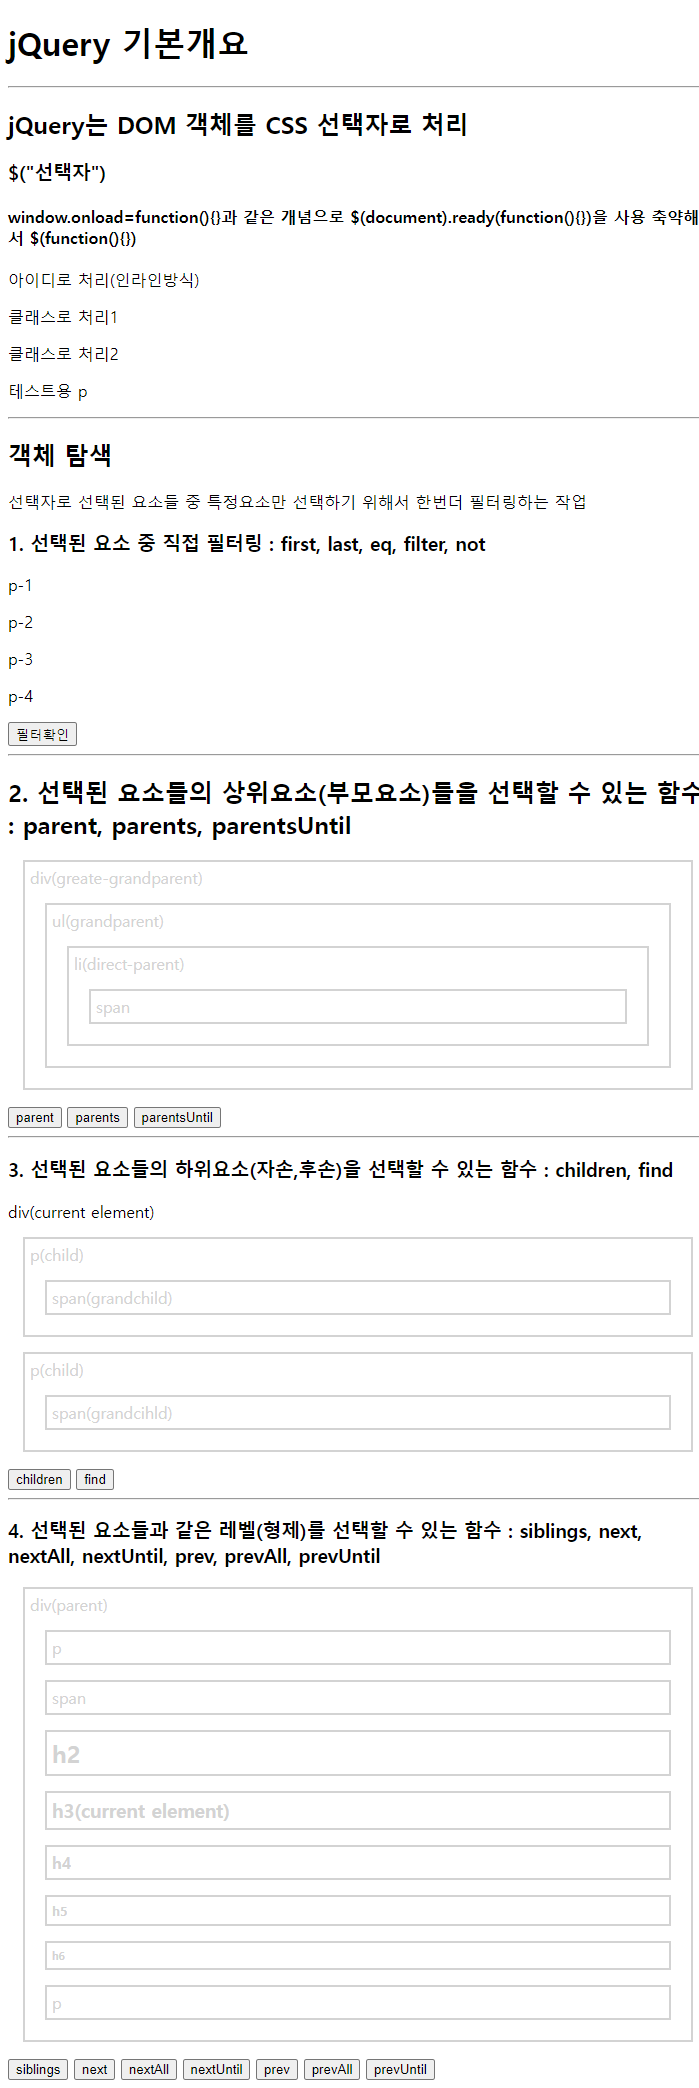 jQuery 기본개요
jQuery는 DOM 객체를 CSS 선택자로 처리
$("선택자")
window.onload=function(){}과 같은 개념으로 $(document).ready(function(){})을 사용 축약해
서 $(function(){})
아이디로 처리(인라인방식)
클래스로 처리1
클래스로 처리2
테스트용 p
객체 탐색
선택자로 선택된 요소들 중 특정요소만 선택하기 위해서 한번더 필터링하는 작업
1. 선택된 요소 중 직접 필터링 : first, last, eq, filter, not
p-1
p-2
p-3
p-4
필터확인
2. 선택된 요소들의 상위요소(부모요소)들을 선택할 수 있는 함수
: parent, parents, parentsUntil
div(greate-grandparent)
ul(grandparent)
li(direct-parent)
span
parent parents parentsUntil
3. 선택된 요소들의 하위요소(자손,후손)을 선택할 수 있는 함수 : children, find
div(current element)
p(child)
span(grandchild)
p(child)
span(grandcihld)
children find
4. 선택된 요소들과 같은 레벨(형제)를 선택할 수 있는 함수 : siblings, next,
nextAll, nextUntil, prev, prevAll, prevUntil
div(parent)
p
span
h2
h3(current element)
h4
h5
h6
p
siblings next nextAll nextUntil prev prevAll prevUntil